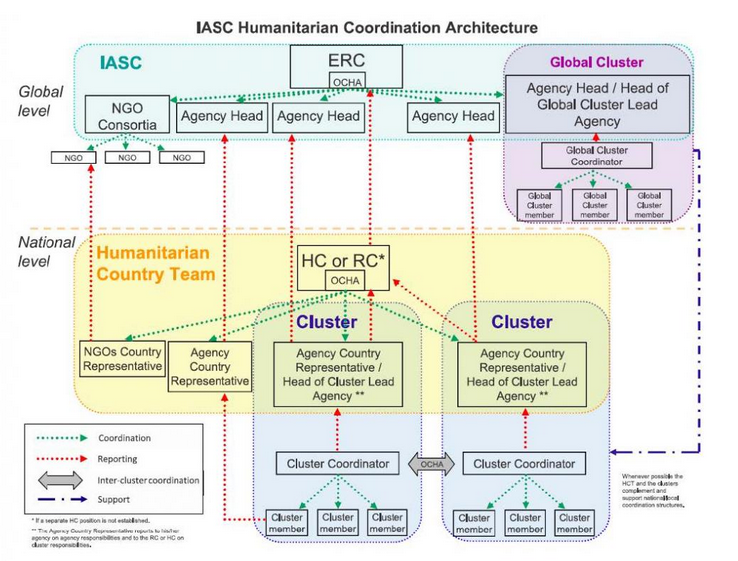 IASC Humanitarian Coordination Architecture
IASC
ERC
OCHA
Global Cluster
Global
level
NGO
Consortia
Agency Head
Agency Head
Agency Head
Agency Head / Head of
Global Cluster Lead
Agency
NGO
NGO
NGO
Global Cluster
Coordinator
Global
Cluster
member
Global
Cluster
member
Global
Cluster
member
National
level
Humanitarian
Country Team
HC or RC*
OCHA
Cluster
Cluster
NGOs Country
Representative
Agency
Country
Representative
Agency Country
Representative /
Head of Cluster Lead
Agency **
Agency Country
Representative /
Head of Cluster Lead
Agency **
Coordination
Reporting
Inter-cluster coordination
Support
Cluster Coordinator
OCHA
Cluster Coordinator
Cluster
member
Cluster
member
Cluster
member
Cluster
member
Cluster
member
Cluster
member
Whenever possible the
HCT and the clusters
complement and
support national/local
coordination structures.
* If a separate HC position is not established.
** The Agency Country Representative reports to his/her
agency on agency responsibilities and to the RC or HC on
cluster responsibilities.